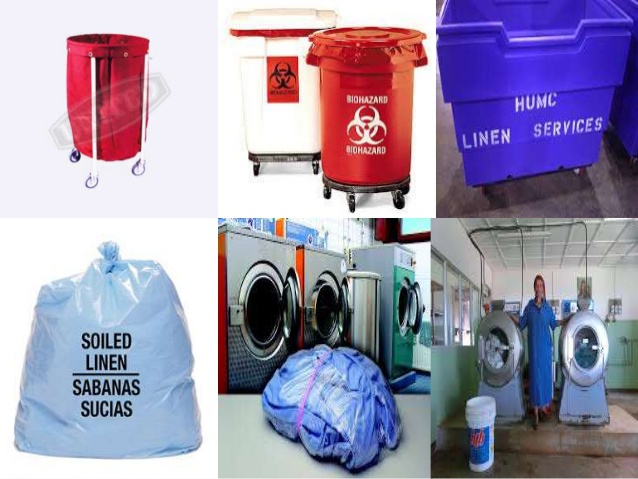 BIOHAZARD
BIOHAZARD
HUMC
LINEN SERVICES
SOILED
LINEN
SABANAS
SUCIAS